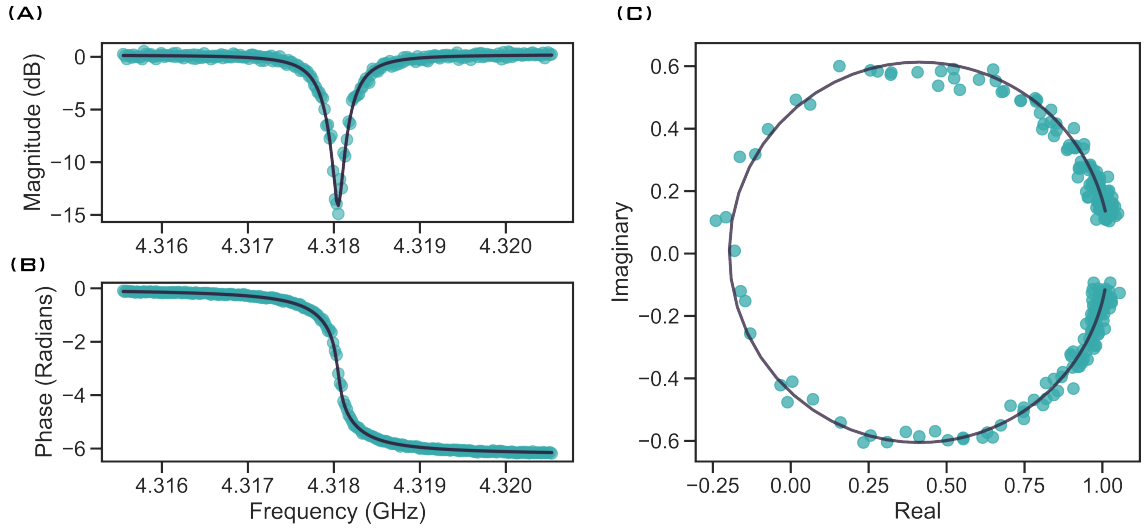 (A)
Magnitude (dB)
0
−5
−10
−15
4.316 4.317 4.318 4.319 4.320
(B)
Phase (Radians)
0
−2
−4
−6
4.316 4.317 4.318 4.319 4.320
Frequency (GHz)
(C)
Imaginary
0.6
0.4
0.2
0.0
−0.2
−0.4
−0.6
−0.25 0.00 0.25 0.50 0.75 1.00
Real